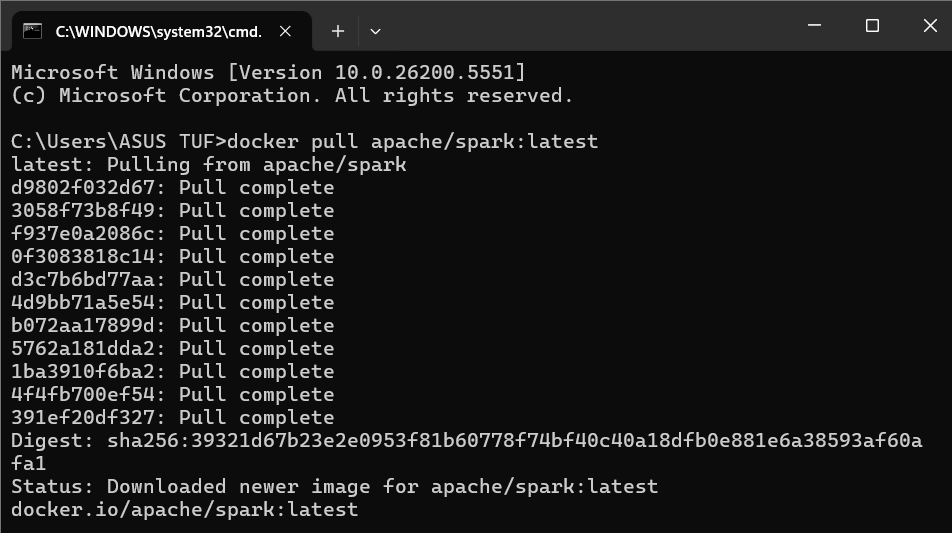 C:\WINDOWS\system32\cmd.
Microsoft Windows [Version 10.0.26200.5551]
(c) Microsoft Corporation. All rights reserved.
C:\Users\ASUS TUF>docker pull apache/spark:latest
latest: Pulling from apache/spark
d9802f032d67: Pull complete
3058f73b8f49: Pull complete
f937e0a2086c: Pull complete
0f3083818c14: Pull complete
d3c7b6bd77aa: Pull complete
4d9bb71a5e54: Pull complete
b072aa17899d: Pull complete
5762a181dda2: Pull complete
1ba3910f6ba2: Pull complete
4f4fb700ef54: Pull complete
391ef20df327: Pull complete
Digest: sha256:39321d67b23e2e0953f81b60778f74bf40c40a18dfb0e881e6a38593af60a
fa1
Status: Downloaded newer image for apache/spark:latest
docker.io/apache/spark:latest